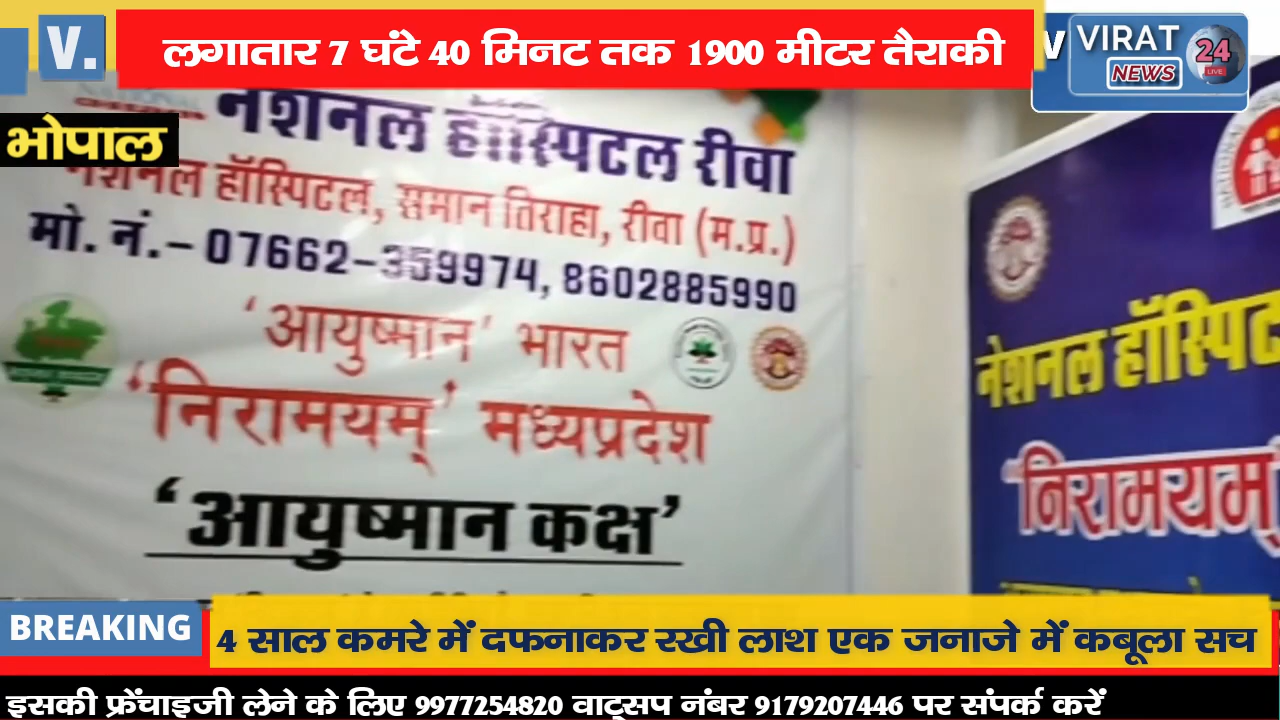 V.
लगातार 7 घंटे 40 मिनट तक 1900 मीटर तैराकी
VIRAT
24
LIVE
NEWS
भोपाल
नेशनल हॉस्पिटल रीवा
नेशनल हॉस्पिटल, समान तिराहा, रीवा (म.प्र.)
मो. नं.– 07662-359974, 8602885990
'आयुष्मान' भारत
'निरामयम्' मध्यप्रदेश
'आयुष्मान कक्ष'
नेशनल हॉस्पिट
'निरामयम्'
BREAKING
4 साल कमरे में दफनाकर रखी लाश एक जनाजे में कबूला सच
इसकी फ्रेंचाइजी लेने के लिए 9977254820 वाट्सप नंबर 9179207446 पर संपर्क करें